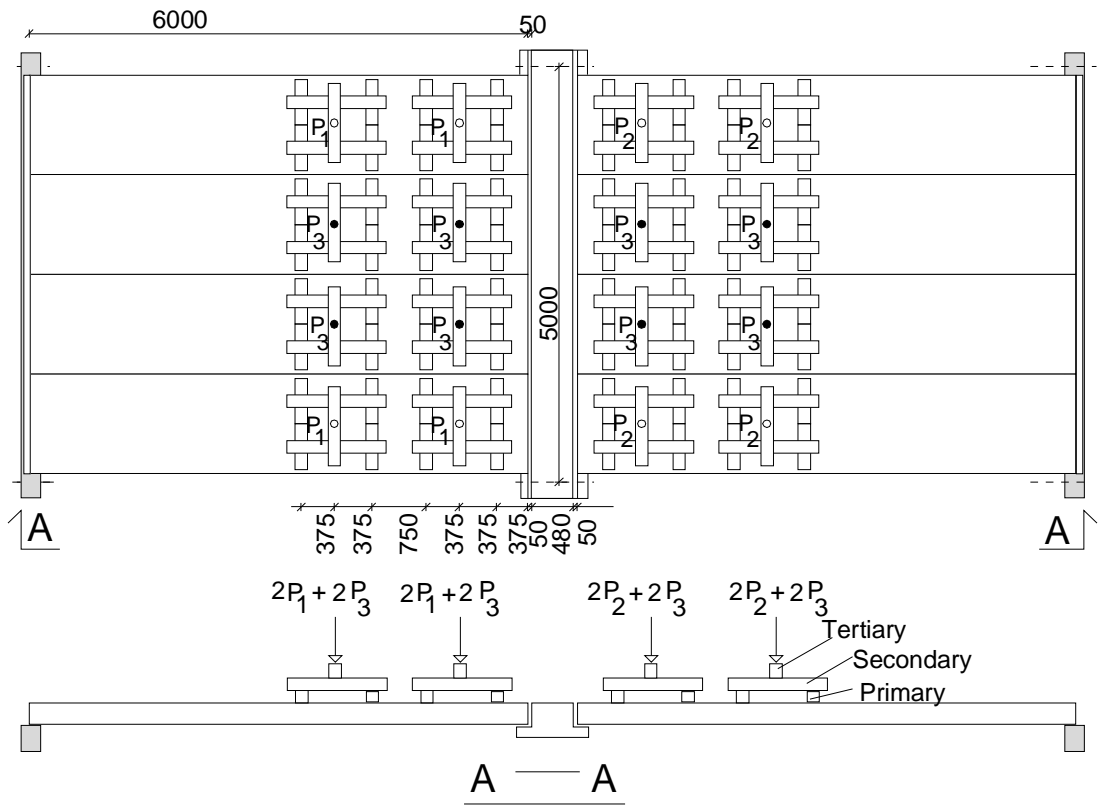 6000
50
P1 P1 P2 P2
P3 P3 P3 P3
5000
P3 P3 P3 P3
P1 P1 P2 P2
A
375 375 750 375 375 375 50 480 50
A
2P1 + 2P3 2P1 + 2P3 2P2 + 2P3 2P2 + 2P3
Tertiary
Secondary
Primary
A A